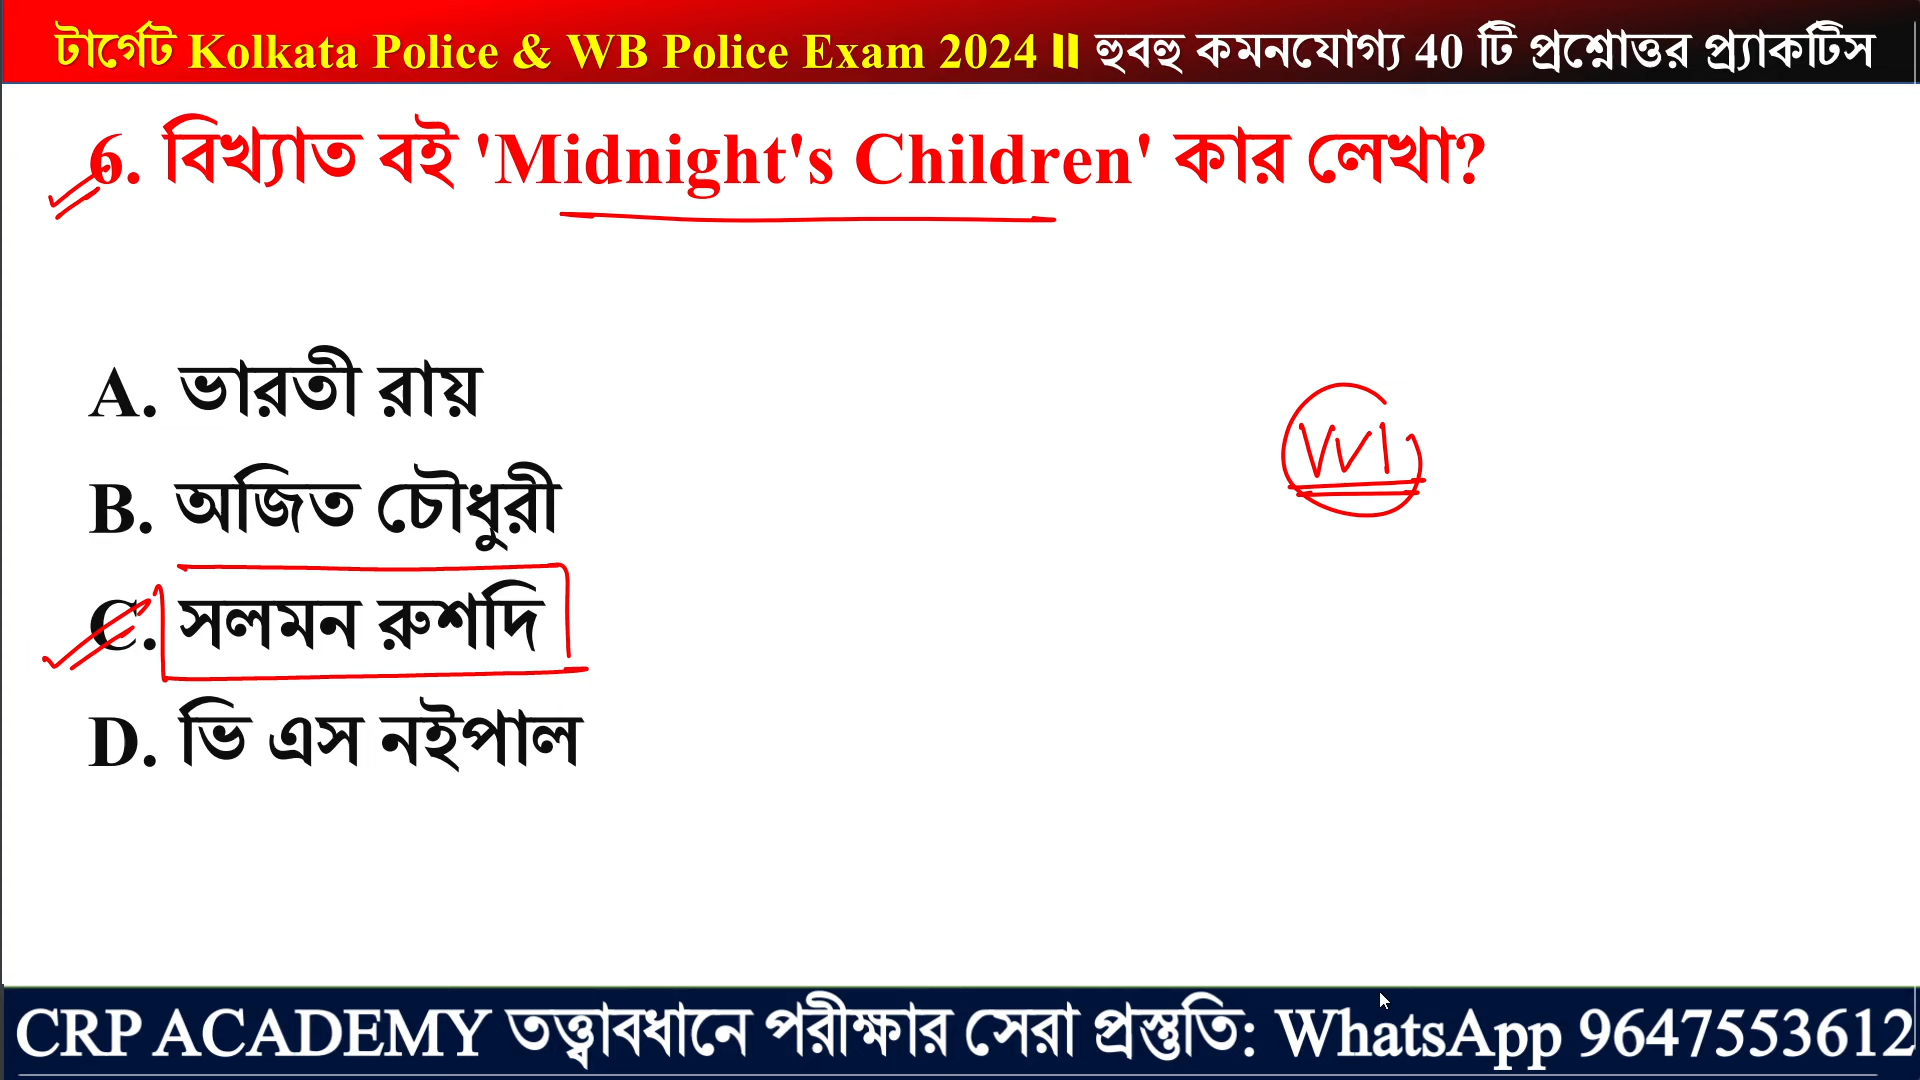 টার্গেট Kolkata Police & WB Police Exam 2024 ॥ হুবহু কমনযোগ্য 40 টি প্রশ্নোত্তর প্র্যাকটিস
6. বিখ্যাত বই 'Midnight's Children' কার লেখা?
A. ভারতী রায়
B. অজিত চৌধুরী
VVI
C. সলমন রুশদি
D. ভি এস নইপাল
CRP ACADEMY তত্ত্বাবধানে পরীক্ষার সেরা প্রস্তুতি: WhatsApp 9647553612